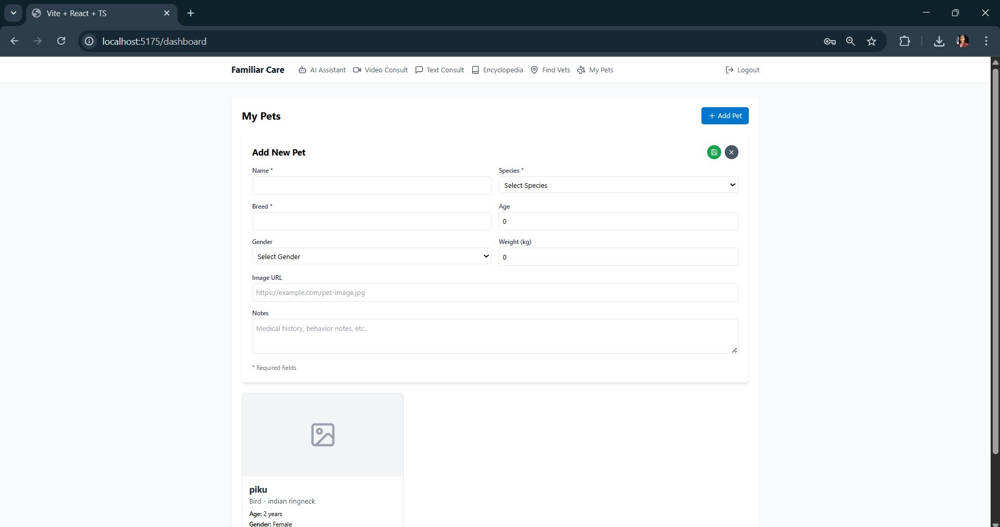 Vite + React + TS
localhost:5175/dashboard
Familiar Care AI Assistant Video Consult Text Consult Encyclopedia Find Vets My Pets Logout
My Pets
Add Pet
Add New Pet
Name * Species *
Select Species
Breed * Age
0
Gender Weight (kg)
Select Gender 0
Image URL
https://example.com/pet-image.jpg
Notes
Medical history, behavior notes, etc.
* Required fields
piku
Bird - indian ringneck
Age: 2 years
Gender: Female